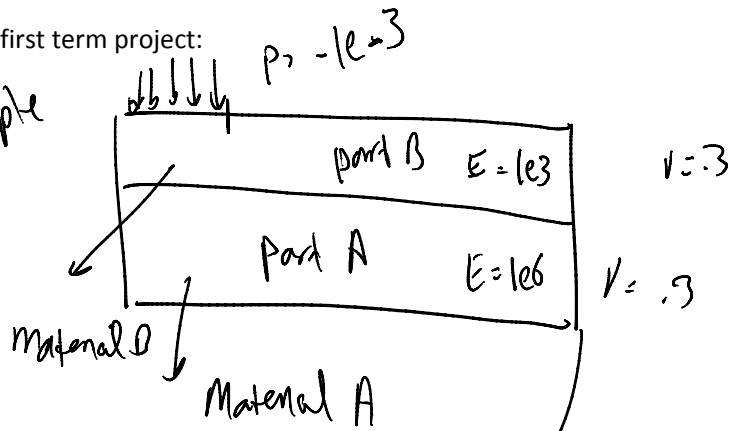 first term project:
P= -1e-3
ple
part B E = 1e3 ν = .3
Part A E = 1e6 ν = .3
Material B
Material A